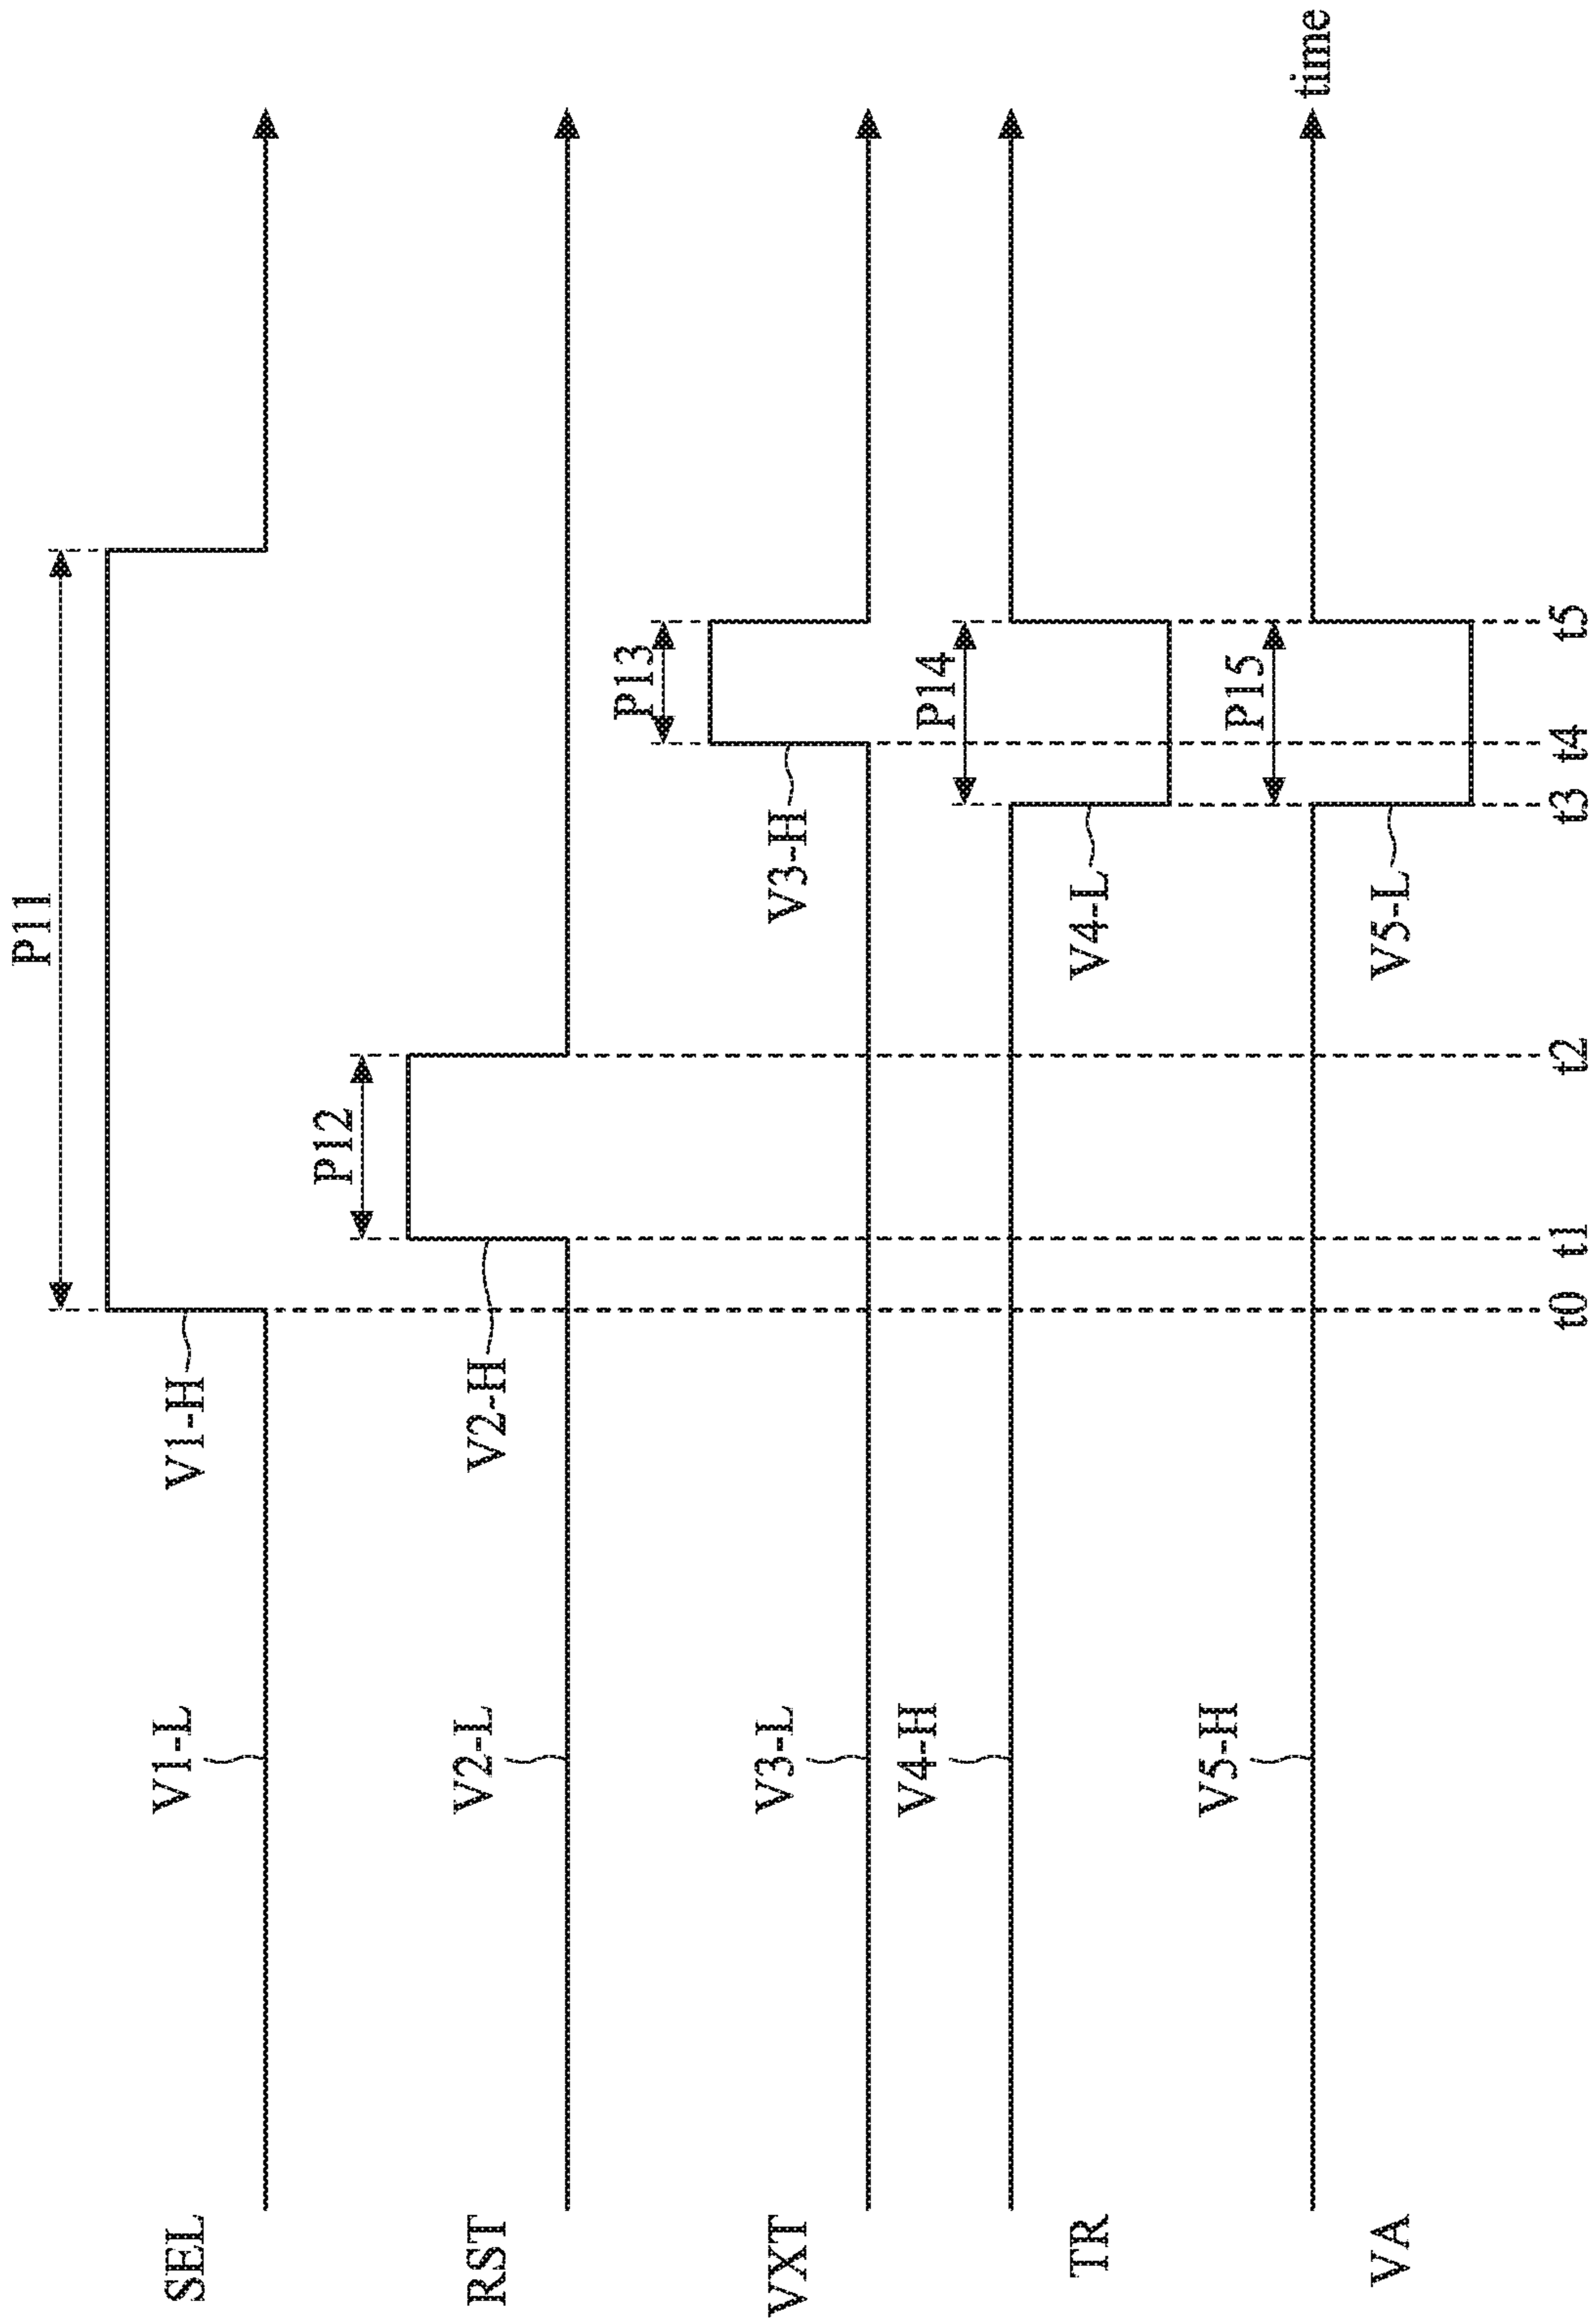 P11
SEL
V1-L
V1-H
P12
RST
V2-L
V2-H
P13
VXT
V3-L
V3-H
P14
TR
V4-H
V4-L
P15
VA
V5-H
V5-L
time
t0 t1 t2 t3 t4 t5